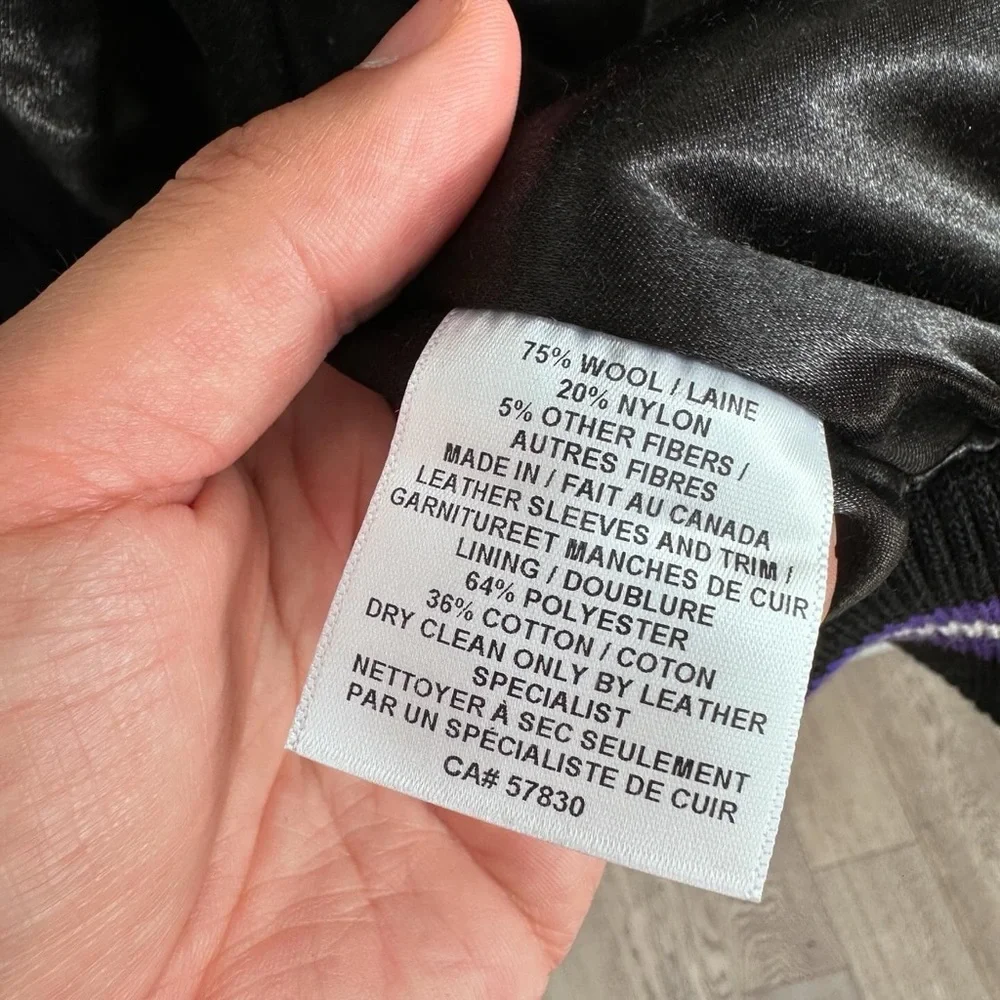 75% WOOL / LAINE
20% NYLON
5% OTHER FIBERS /
AUTRES FIBRES
MADE IN / FAIT AU CANADA
LEATHER SLEEVES AND TRIM /
GARNITUREET MANCHES DE CUIR
LINING / DOUBLURE
64% POLYESTER
36% COTTON / COTON
DRY CLEAN ONLY BY LEATHER
SPECIALIST
NETTOYER À SEC SEULEMENT
PAR UN SPÉCIALISTE DE CUIR
CA# 57830